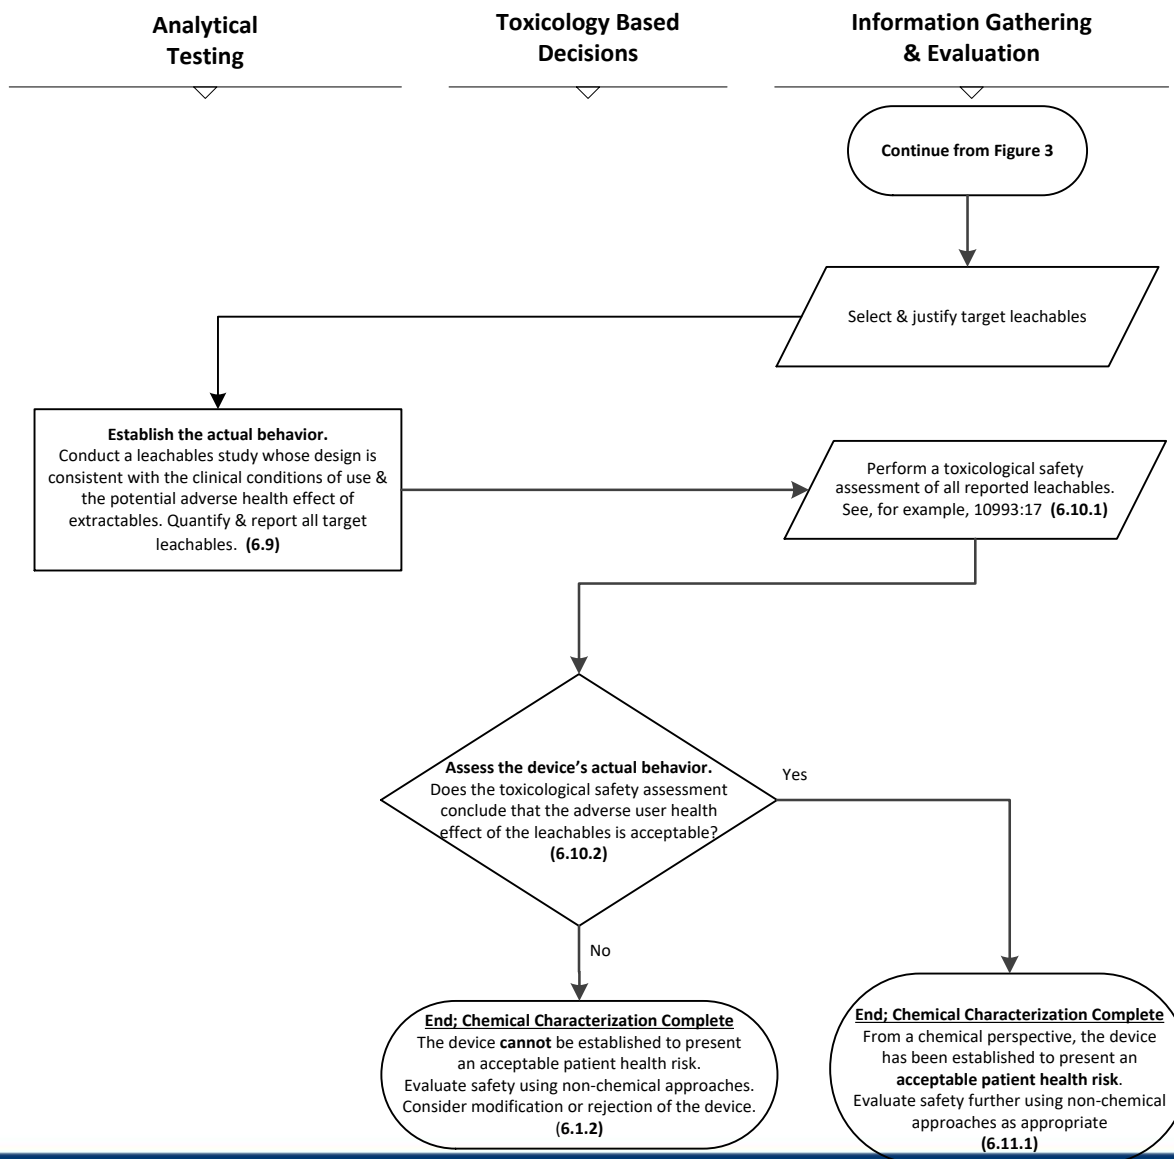 Analytical
Testing
Toxicology Based
Decisions
Information Gathering
& Evaluation
Continue from Figure 3
Select & justify target leachables
Establish the actual behavior.
Conduct a leachables study whose design is
consistent with the clinical conditions of use &
the potential adverse health effect of
extractables. Quantify & report all target
leachables. (6.9)
Perform a toxicological safety
assessment of all reported leachables.
See, for example, 10993:17 (6.10.1)
Assess the device's actual behavior.
Does the toxicological safety assessment
conclude that the adverse user health
effect of the leachables is acceptable?
(6.10.2)
Yes
No
End; Chemical Characterization Complete
The device cannot be established to present
an acceptable patient health risk.
Evaluate safety using non-chemical approaches.
Consider modification or rejection of the device.
(6.1.2)
End; Chemical Characterization Complete
From a chemical perspective, the device
has been established to present an
acceptable patient health risk.
Evaluate safety further using non-chemical
approaches as appropriate
(6.11.1)